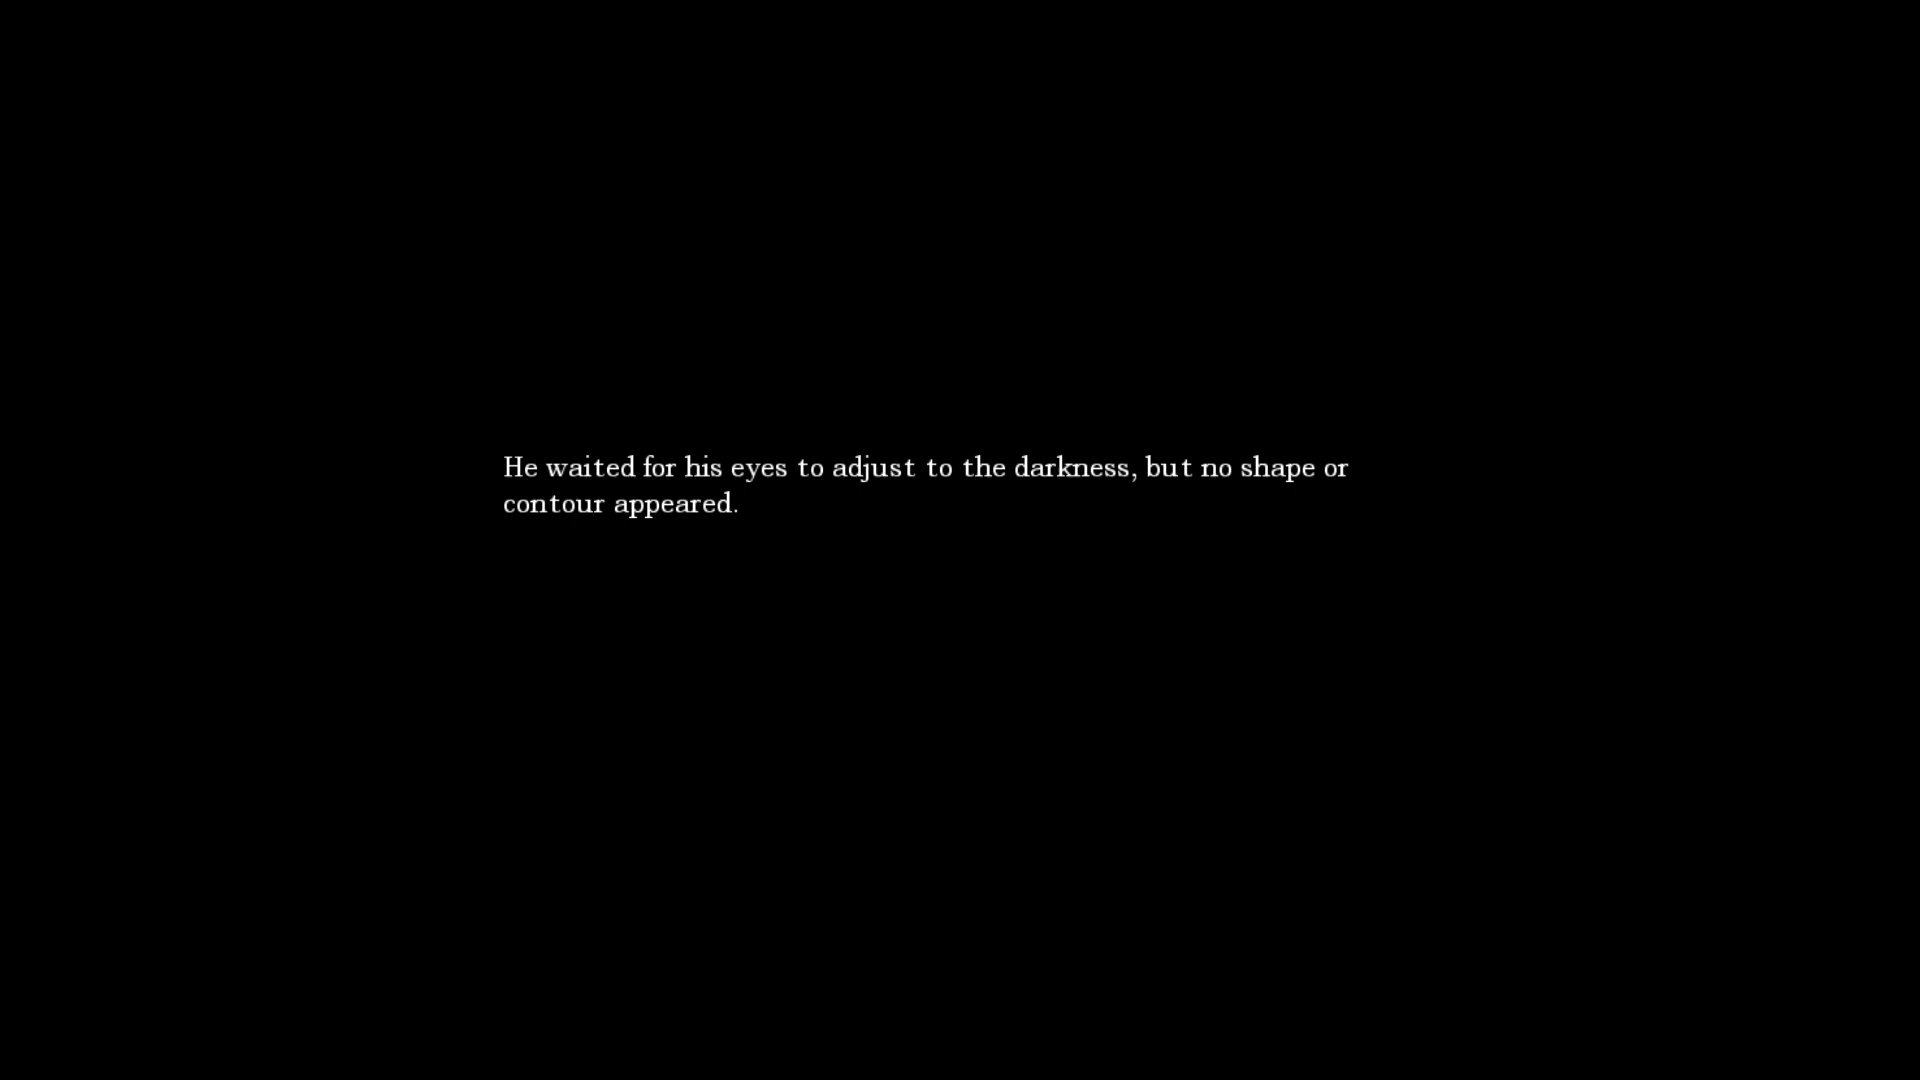 He waited for his eyes to adjust to the darkness, but no shape or
contour appeared.